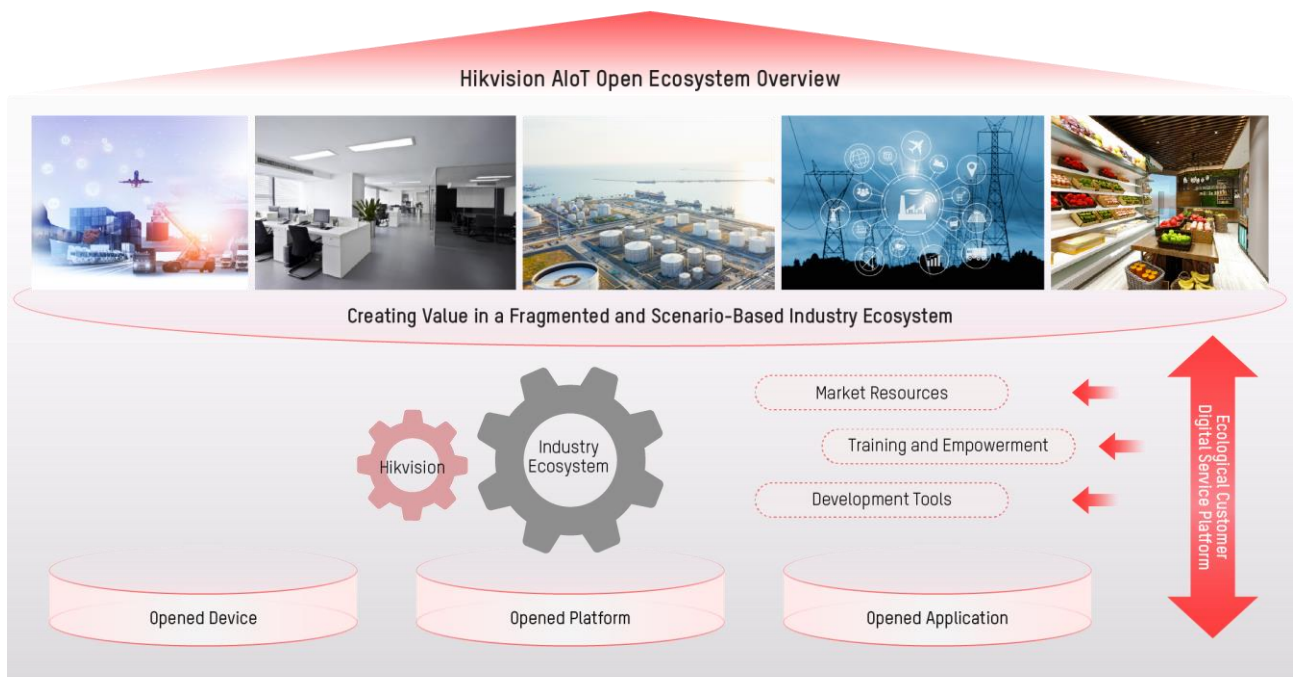 Hikvision AIoT Open Ecosystem Overview
Creating Value in a Fragmented and Scenario-Based Industry Ecosystem
Hikvision
Industry
Ecosystem
Market Resources
Training and Empowerment
Development Tools
Ecological Customer
Digital Service Platform
Opened Device
Opened Platform
Opened Application